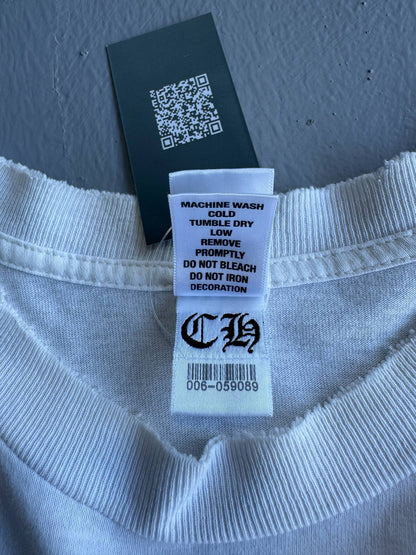 MACHINE WASH
COLD
TUMBLE DRY
LOW
REMOVE
PROMPTLY
DO NOT BLEACH
DO NOT IRON
DECORATION
CH
006-059089